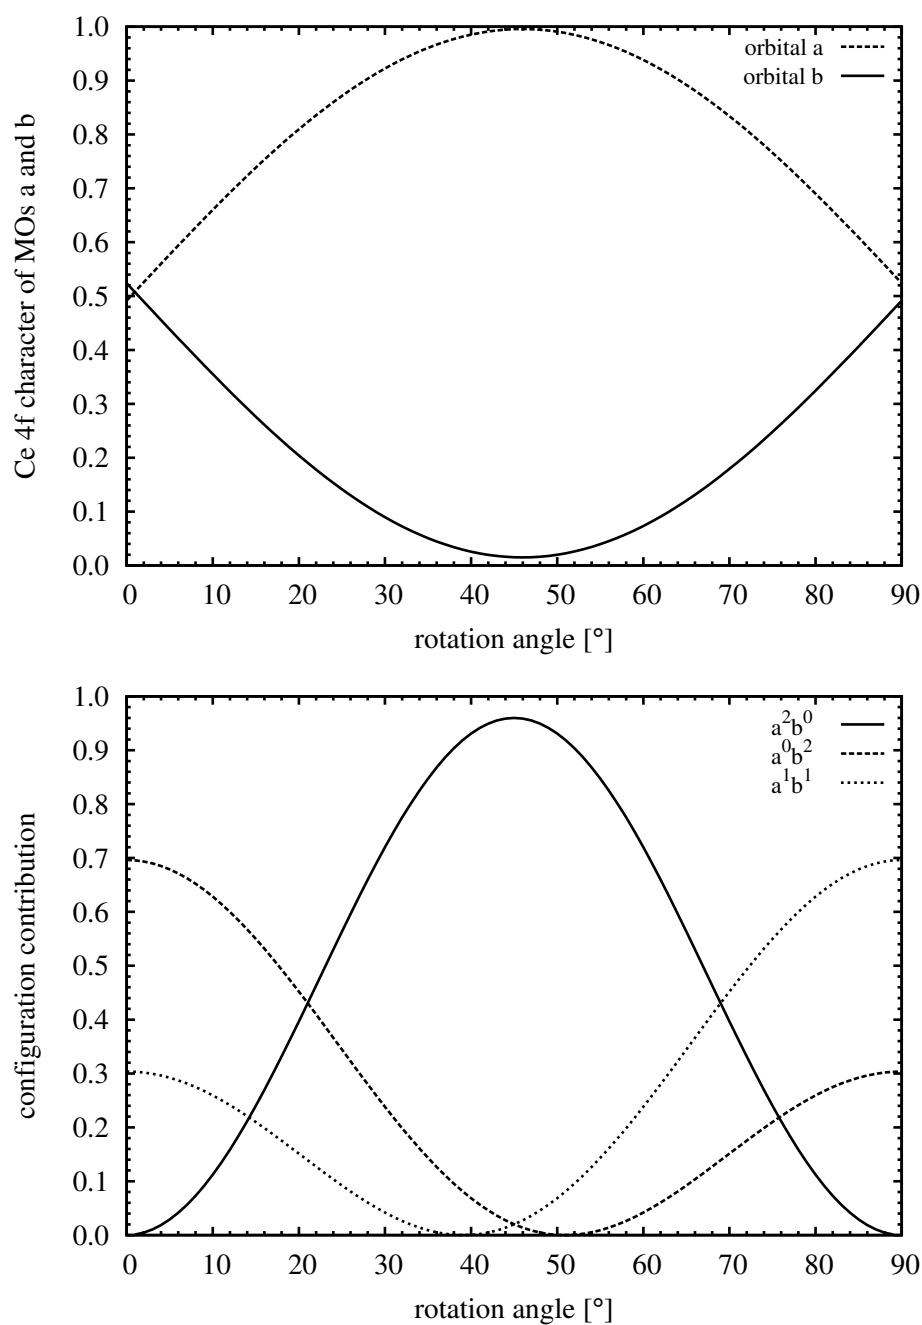 Ce 4f character of MOs a and b
1.0
0.9
0.8
0.7
0.6
0.5
0.4
0.3
0.2
0.1
0.0
orbital a
orbital b
0 10 20 30 40 50 60 70 80 90
rotation angle [°]
configuration contribution
1.0
0.9
0.8
0.7
0.6
0.5
0.4
0.3
0.2
0.1
0.0
a²b⁰
a⁰b²
a¹b¹
0 10 20 30 40 50 60 70 80 90
rotation angle [°]